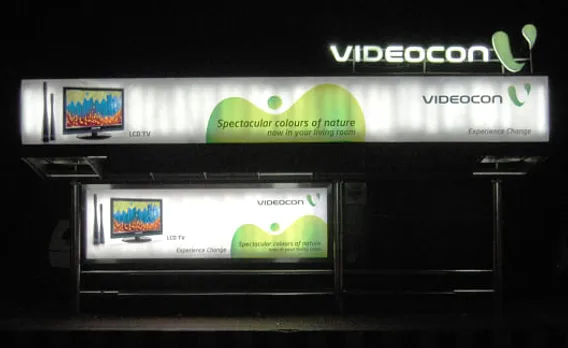 VIDEOCON
VIDEOCON
Spectacular colours of nature
now in your living room
LCD TV
Experience Change
VIDEOCON
LCD TV
Experience Change
Spectacular colours of nature
now in your living room